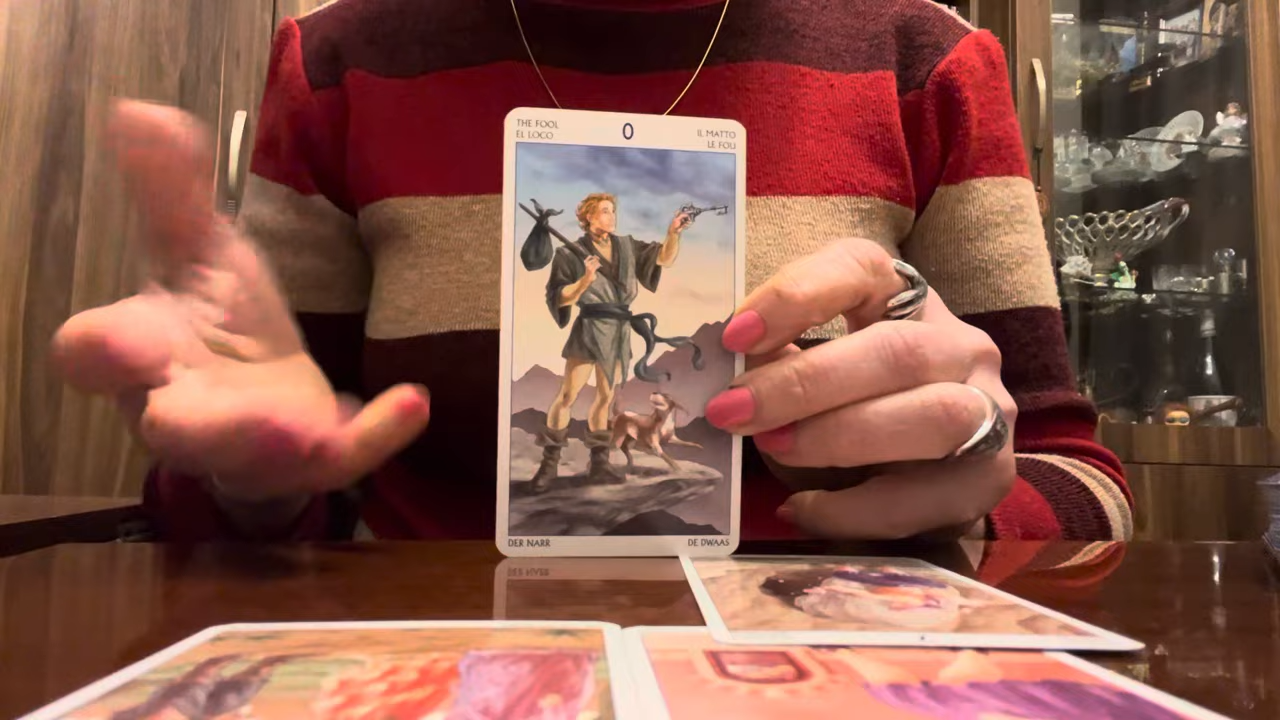 THE FOOL
EL LOCO
0
IL MATTO
LE FOU
DER NARR
DE DWAAS